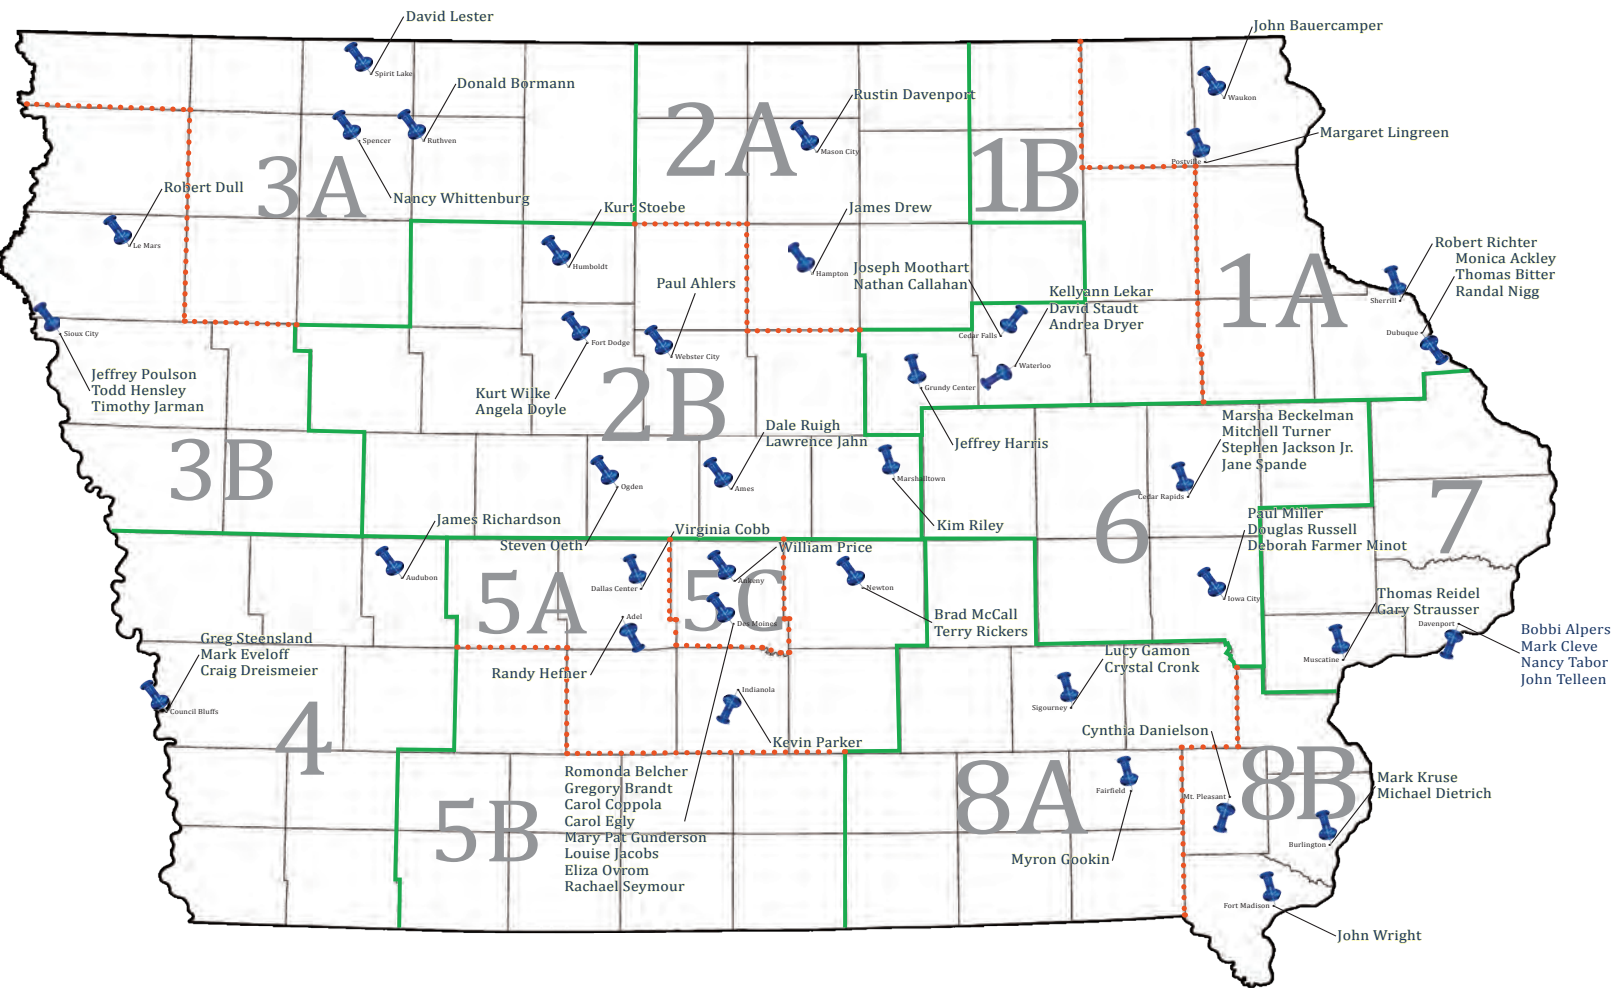 David Lester
John Bauercamper
Spirit Lake
Donald Bormann
Rustin Davenport
Waukon
2A
Spencer
Ruthven
Mason City
Margaret Lingreen
1B
Postville
3A
Robert Dull
Nancy Whittenburg
Kurt Stoebe
James Drew
Le Mars
Humboldt
Hampton
Joseph Moothart
Nathan Callahan
Robert Richter
Monica Ackley
Thomas Bitter
Randal Nigg
Paul Ahlers
Kellyann Lekar
David Staudt
Andrea Dryer
1A
Sherrill
Sioux City
Fort Dodge
Webster City
Cedar Falls
Dubuque
Waterloo
Jeffrey Poulson
Todd Hensley
Timothy Jarman
Grundy Center
Kurt Wilke
Angela Doyle
2B
Dale Ruigh
Lawrence Jahn
Jeffrey Harris
Marsha Beckelman
Mitchell Turner
Stephen Jackson Jr.
Jane Spande
3B
Ogden
Ames
Marshalltown
Cedar Rapids
6
7
James Richardson
Steven Oeth
Virginia Cobb
William Price
Kim Riley
Paul Miller
Douglas Russell
Deborah Farmer Minot
Audubon
5A
Dallas Center
Ankeny
5C
Newton
Iowa City
Adel
Des Moines
Brad McCall
Terry Rickers
Thomas Reidel
Gary Strausser
Davenport
Bobbi Alpers
Mark Cleve
Nancy Tabor
John Telleen
Greg Steensland
Mark Eveloff
Craig Dreismeier
Randy Hefner
Lucy Gamon
Crystal Cronk
Muscatine
Council Bluffs
Indianola
Sigourney
4
Kevin Parker
Cynthia Danielson
Romonda Belcher
Gregory Brandt
Carol Coppola
Carol Egly
Mary Pat Gunderson
Louise Jacobs
Eliza Ovrom
Rachael Seymour
5B
8A
Fairfield
Mt. Pleasant
8B
Mark Kruse
Michael Dietrich
Burlington
Myron Gookin
Fort Madison
John Wright